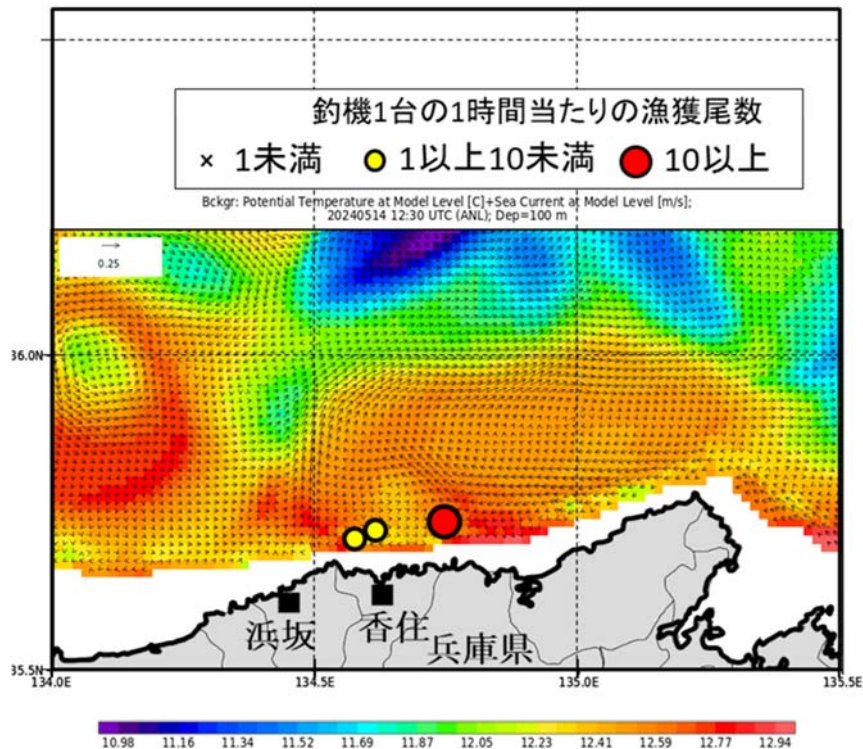 釣機1台の1時間当たりの漁獲尾数
× 1未満 1以上10未満 10以上
Bckgr: Potential Temperature at Model Level [C]+Sea Current at Model Level [m/s];
20240514 12:30 UTC (ANL); Dep=100 m
0.25
36.0N
浜坂
香住
兵庫県
35.5N
134.0E 134.5E 135.0E 135.5E
10.98 11.16 11.34 11.52 11.69 11.87 12.05 12.23 12.41 12.59 12.77 12.94